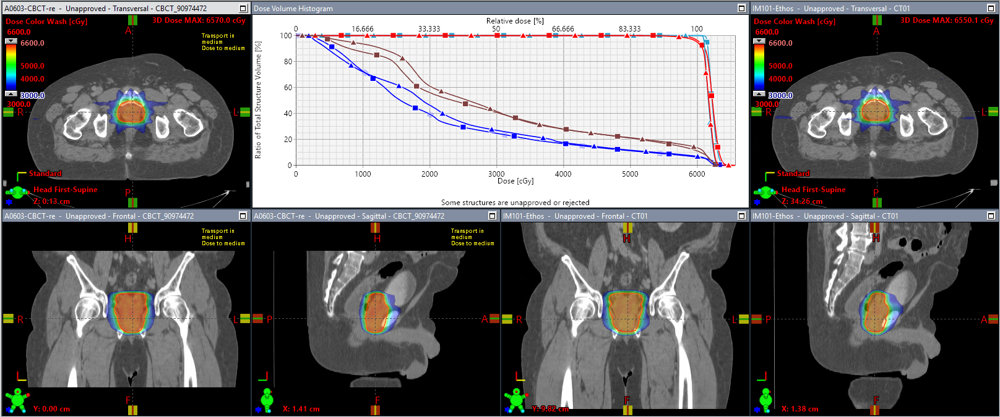 A0603-CBCT-re - Unapproved - Transversal - CBCT_90974472
Dose Color Wash [cGy]
3D Dose MAX: 6570.0 cGy
A
Transport in
medium
Dose to medium
6600.0
6600.0
5000.0
4000.0
3000.0
3000.0
R
L
Standard
Head First-Supine
P
Z: 0.13 cm
Dose Volume Histogram
Relative dose [%]
0 16.666 33.333 50 66.666 83.333 100
Ratio of Total Structure Volume [%]
100
80
60
40
20
0
0 1000 2000 3000 4000 5000 6000
Dose [cGy]
Some structures are unapproved or rejected
IM101-Ethos - Unapproved - Transversal - CT01
Dose Color Wash [cGy]
3D Dose MAX: 6550.1 cGy
A
6600.0
6600.0
5000.0
4000.0
3000.0
3000.0
R
L
Standard
Head First-Supine
P
Z: 34.26 cm
A0603-CBCT-re - Unapproved - Frontal - CBCT_90974472
H
Transport in
medium
Dose to medium
R
L
F
Y: 0.00 cm
A0603-CBCT-re - Unapproved - Sagittal - CBCT_90974472
H
Transport in
medium
Dose to medium
P
A
F
X: 1.41 cm
IM101-Ethos - Unapproved - Frontal - CT01
H
R
L
F
Y: 9.82 cm
IM101-Ethos - Unapproved - Sagittal - CT01
H
P
A
F
X: 1.38 cm